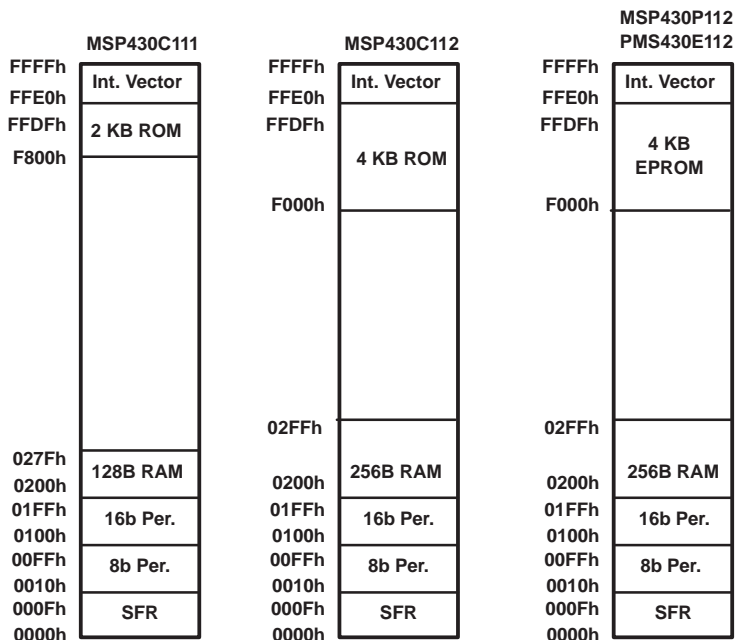 MSP430C111
FFFFh
Int. Vector
FFE0h
FFDFh
2 KB ROM
F800h
027Fh
128B RAM
0200h
01FFh
16b Per.
0100h
00FFh
8b Per.
0010h
000Fh
SFR
0000h
MSP430C112
FFFFh
Int. Vector
FFE0h
FFDFh
4 KB ROM
F000h
02FFh
256B RAM
0200h
01FFh
16b Per.
0100h
00FFh
8b Per.
0010h
000Fh
SFR
0000h
MSP430P112
PMS430E112
FFFFh
Int. Vector
FFE0h
FFDFh
4 KB
EPROM
F000h
02FFh
256B RAM
0200h
01FFh
16b Per.
0100h
00FFh
8b Per.
0010h
000Fh
SFR
0000h